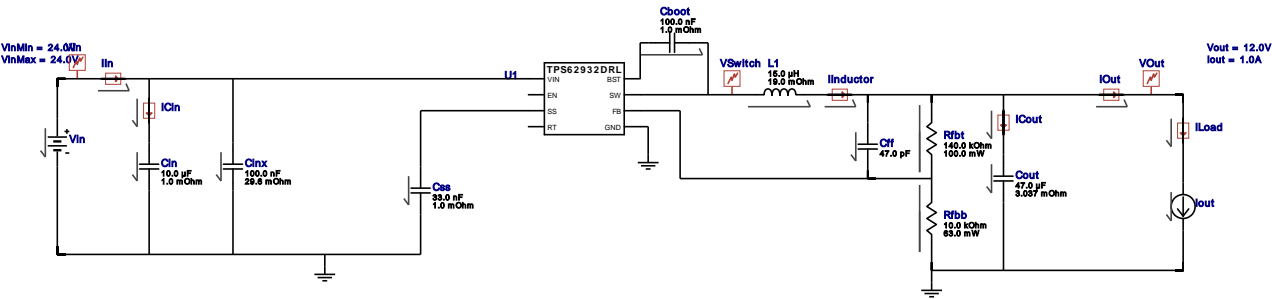 Cboot
100.0 nF
1.0 mOhm
VinMin = 24.0V
VinMax = 24.0V
Vin
Iin
U1
TPS62932DRL
VIN
BST
EN
SW
SS
FB
RT
GND
VSwitch
L1
15.0 µH
19.0 mOhm
IInductor
IOut
VOut
Vout = 12.0V
Iout = 1.0A
ICin
+
Vin
-
Cin
10.0 µF
1.0 mOhm
Cinx
100.0 nF
29.6 mOhm
Css
33.0 nF
1.0 mOhm
Cff
47.0 pF
Rfbt
140.0 kOhm
100.0 mW
ICout
Cout
47.0 µF
3.037 mOhm
Rfbb
10.0 kOhm
63.0 mW
ILoad
Iout